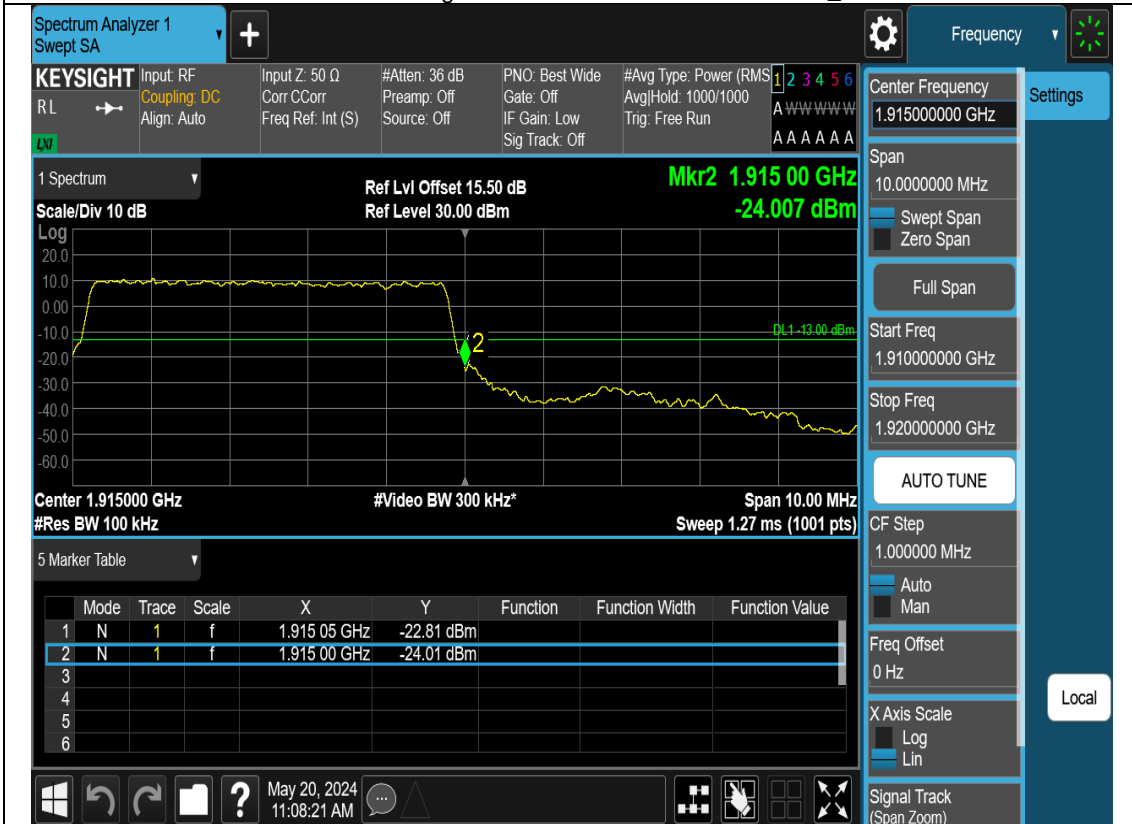 Spectrum Analyzer 1
Swept SA
+
Frequency
KEYSIGHT
R L
LXI
Input: RF
Coupling: DC
Align: Auto
Input Z: 50 Ω
Corr CCorr
Freq Ref: Int (S)
#Atten: 36 dB
Preamp: Off
Source: Off
PNO: Best Wide
Gate: Off
IF Gain: Low
Sig Track: Off
#Avg Type: Power (RMS
Avg|Hold: 1000/1000
Trig: Free Run
1 2 3 4 5 6
A W W W W W
A A A A A A
1 Spectrum
Scale/Div 10 dB
Ref Lvl Offset 15.50 dB
Ref Level 30.00 dBm
Mkr2 1.915 00 GHz
-24.007 dBm
Log
20.0
10.0
0.00
-10.0
-20.0
-30.0
-40.0
-50.0
-60.0
DL1 -13.00 dBm
2
Center 1.915000 GHz
#Video BW 300 kHz*
Span 10.00 MHz
#Res BW 100 kHz
Sweep 1.27 ms (1001 pts)
5 Marker Table
Mode Trace Scale X Y Function Function Width Function Value
1 N 1 f 1.915 05 GHz -22.81 dBm
2 N 1 f 1.915 00 GHz -24.01 dBm
3
4
5
6
Center Frequency
1.915000000 GHz
Settings
Span
10.0000000 MHz
Swept Span
Zero Span
Full Span
Start Freq
1.910000000 GHz
Stop Freq
1.920000000 GHz
AUTO TUNE
CF Step
1.000000 MHz
Auto
Man
Freq Offset
0 Hz
Local
X Axis Scale
Log
Lin
Signal Track
(Span Zoom)
?
May 20, 2024
11:08:21 AM